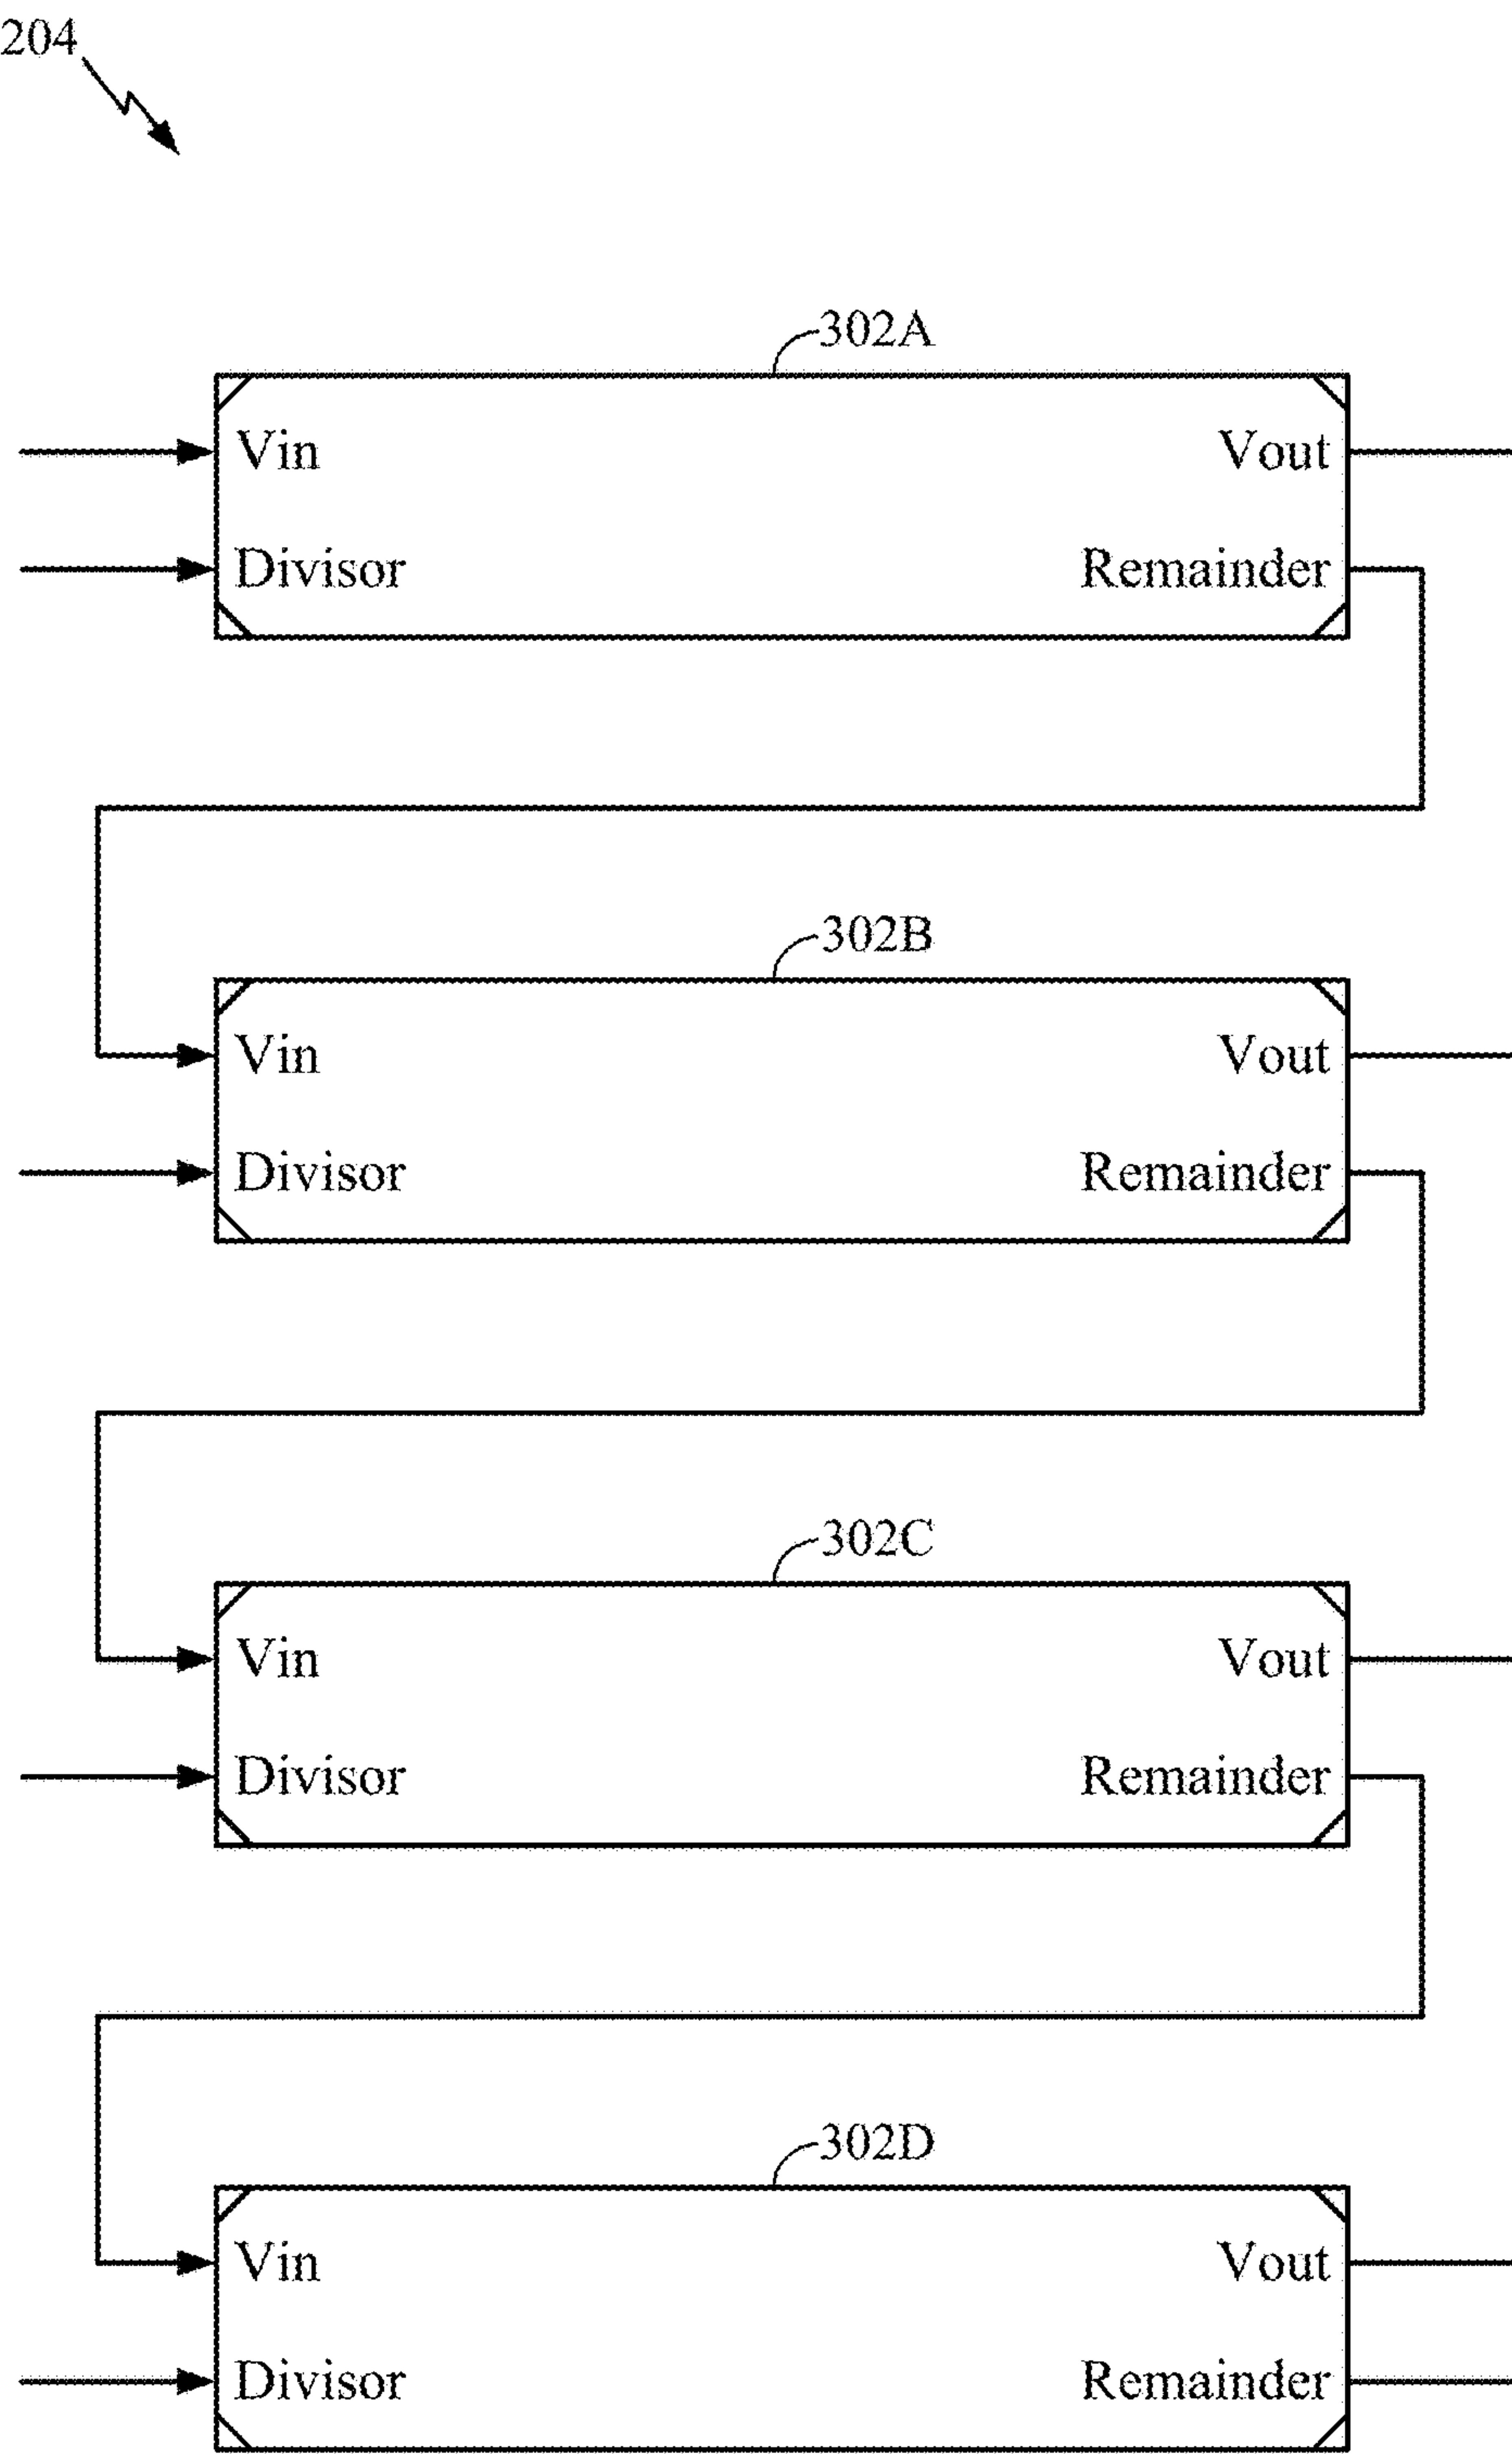 204
302A
Vin Vout
Divisor Remainder
302B
Vin Vout
Divisor Remainder
302C
Vin Vout
Divisor Remainder
302D
Vin Vout
Divisor Remainder